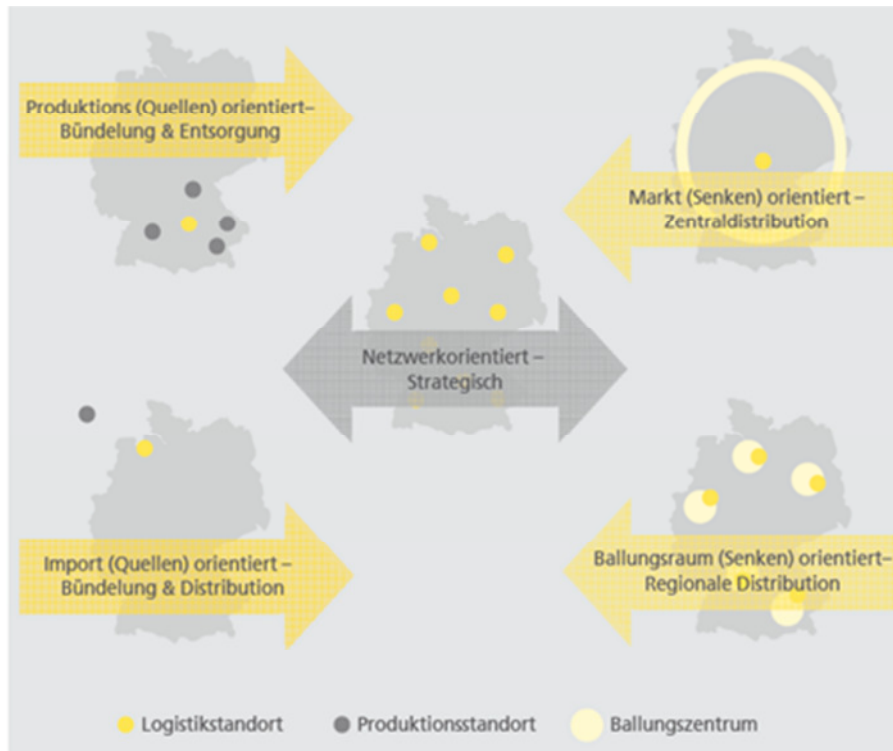 Produktions (Quellen) orientiert–
Bündelung & Entsorgung
Markt (Senken) orientiert –
Zentraldistribution
Netzwerkorientiert –
Strategisch
Import (Quellen) orientiert –
Bündelung & Distribution
Ballungsraum (Senken) orientiert–
Regionale Distribution
Logistikstandort
Produktionsstandort
Ballungszentrum